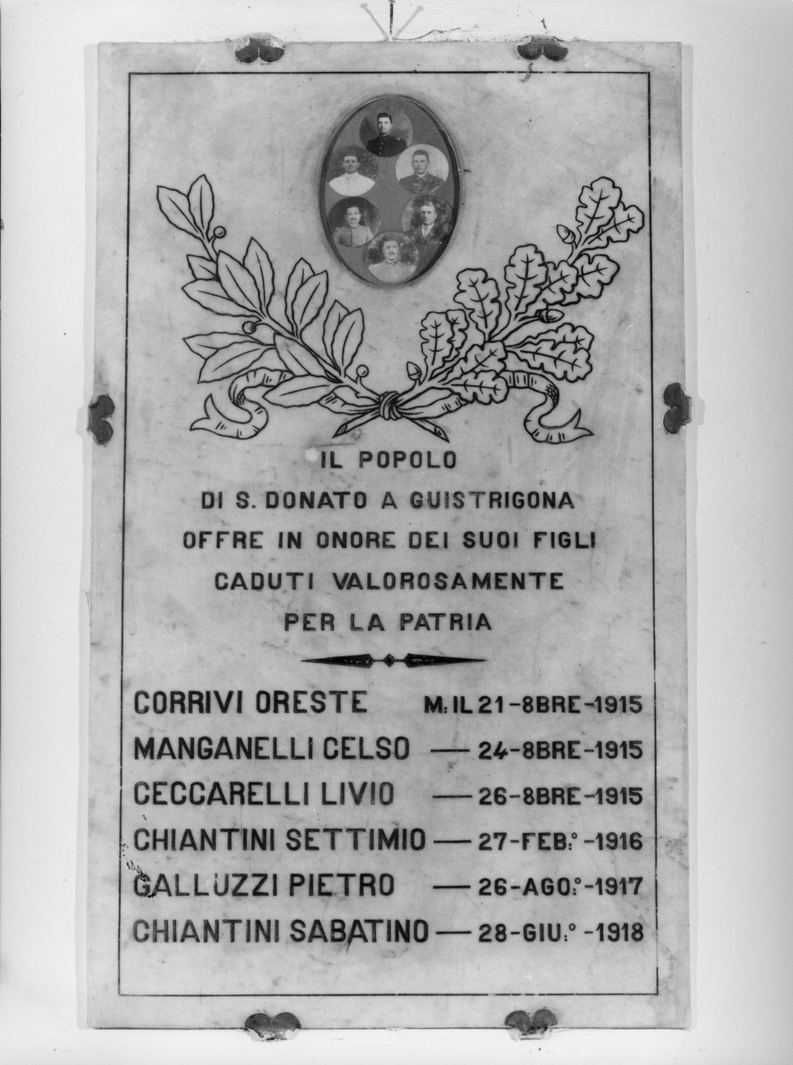 IL POPOLO
DI S. DONATO A GUISTRIGONA
OFFRE IN ONORE DEI SUOI FIGLI
CADUTI VALOROSAMENTE
PER LA PATRIA
CORRIVI ORESTE M: IL 21-8BRE-1915
MANGANELLI CELSO — 24-8BRE-1915
CECCARELLI LIVIO — 26-8BRE-1915
CHIANTINI SETTIMIO — 27-FEB:º-1916
GALLUZZI PIETRO — 26-AGO:º-1917
CHIANTINI SABATINO — 28-GIU:º-1918